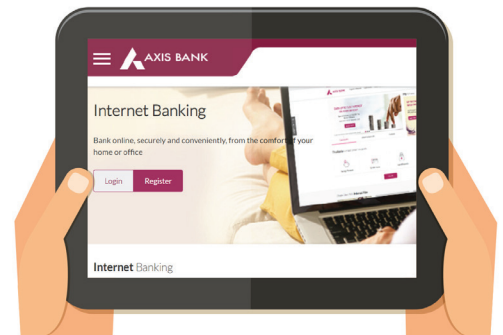 AXIS BANK
Internet Banking
Bank online, securely and conveniently, from the comfort of your
home or office
Login
Register
Internet Banking